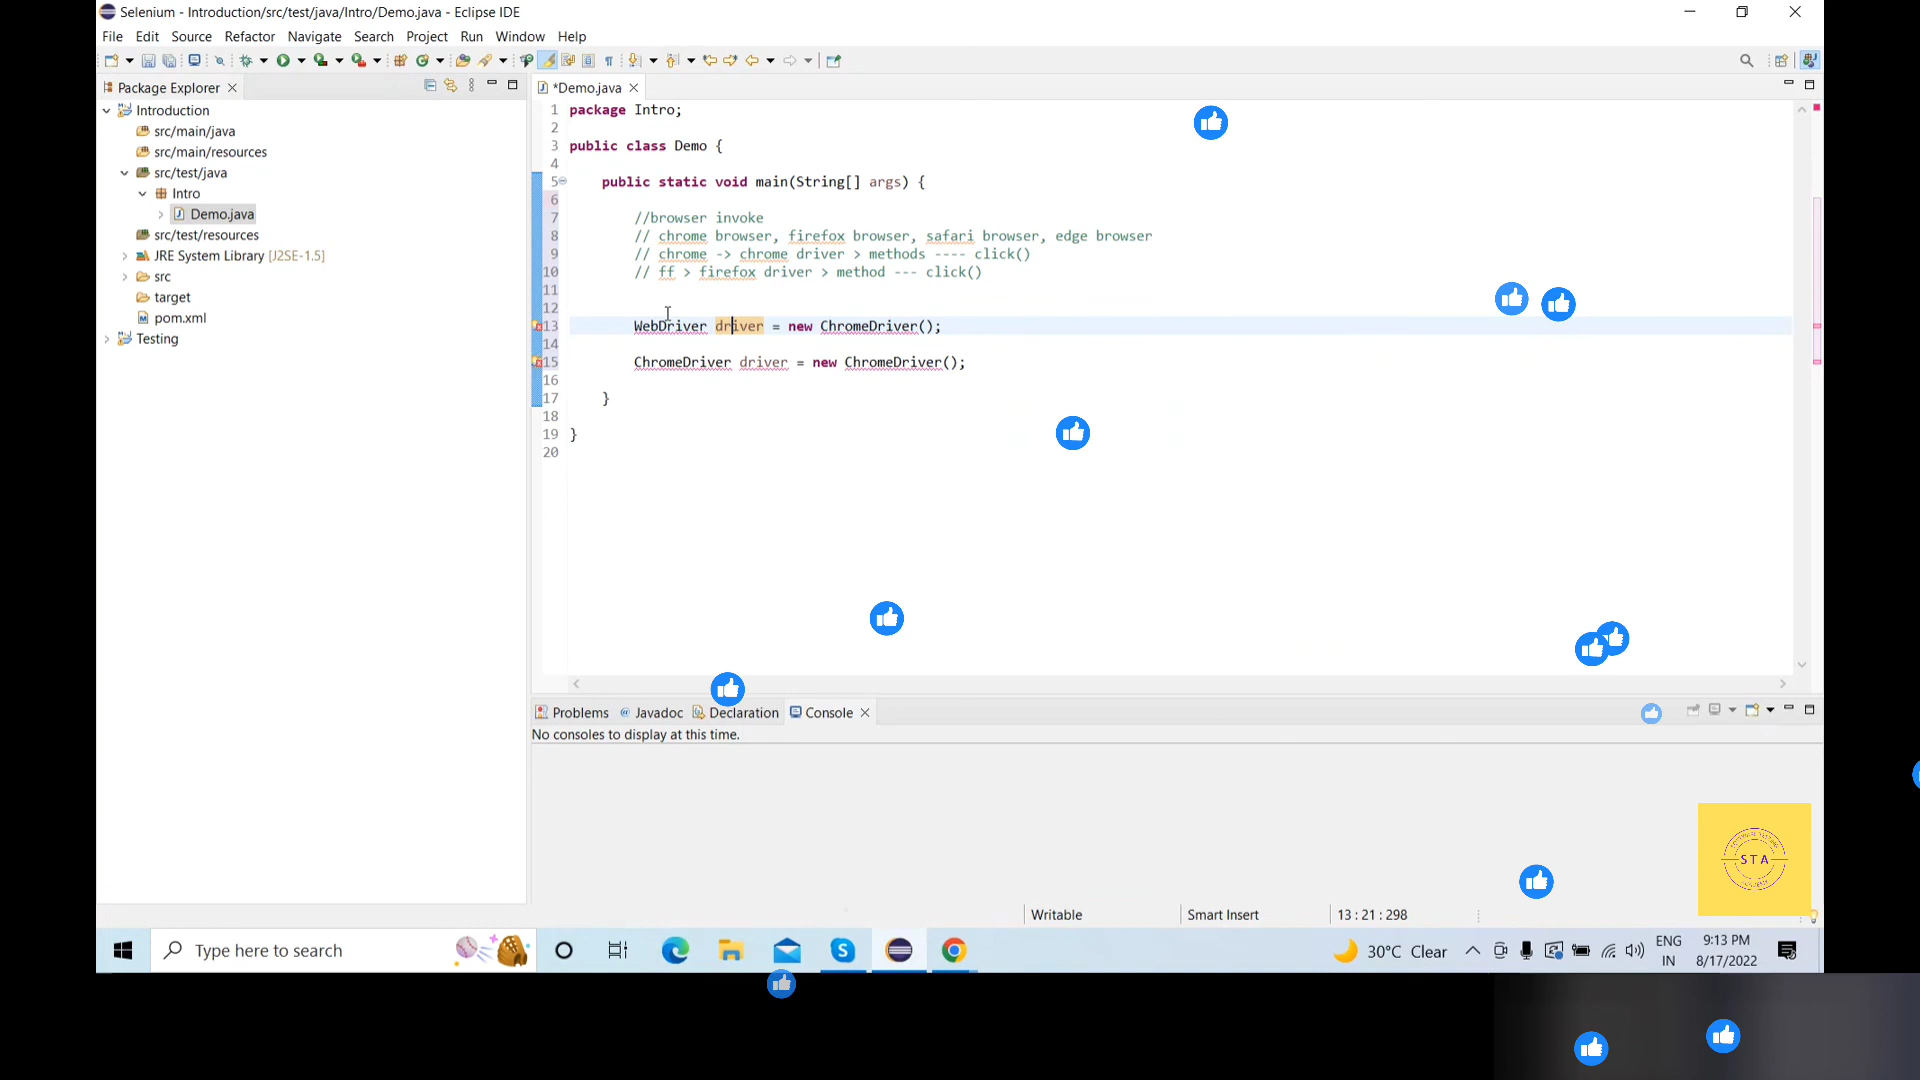 Selenium - Introduction/src/test/java/Intro/Demo.java - Eclipse IDE
File Edit Source Refactor Navigate Search Project Run Window Help
Package Explorer
Introduction
src/main/java
src/main/resources
src/test/java
Intro
Demo.java
src/test/resources
JRE System Library [J2SE-1.5]
src
target
pom.xml
Testing
*Demo.java
1 package Intro;
2
3 public class Demo {
4
5 public static void main(String[] args) {
6
7 //browser invoke
8 // chrome browser, firefox browser, safari browser, edge browser
9 // chrome -> chrome driver > methods ---- click()
10 // ff > firefox driver > method --- click()
11
12
13 WebDriver driver = new ChromeDriver();
14
15 ChromeDriver driver = new ChromeDriver();
16
17 }
18
19 }
20
Problems Javadoc Declaration Console
No consoles to display at this time.
STA
Writable Smart Insert 13 : 21 : 298
Type here to search
30°C Clear
ENG
IN
9:13 PM
8/17/2022